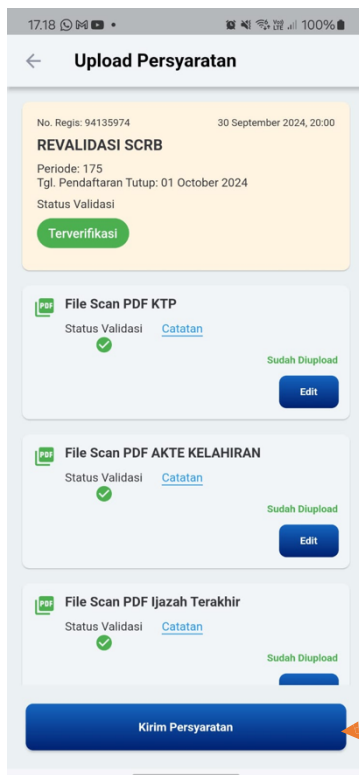 17.18
100%
Upload Persyaratan
No. Regis: 94135974 30 September 2024, 20:00
REVALIDASI SCRB
Periode: 175
Tgl. Pendaftaran Tutup: 01 October 2024
Status Validasi
Terverifikasi
PDF File Scan PDF KTP
Status Validasi Catatan
Sudah Diupload
Edit
PDF File Scan PDF AKTE KELAHIRAN
Status Validasi Catatan
Sudah Diupload
Edit
PDF File Scan PDF Ijazah Terakhir
Status Validasi Catatan
Sudah Diupload
Kirim Persyaratan